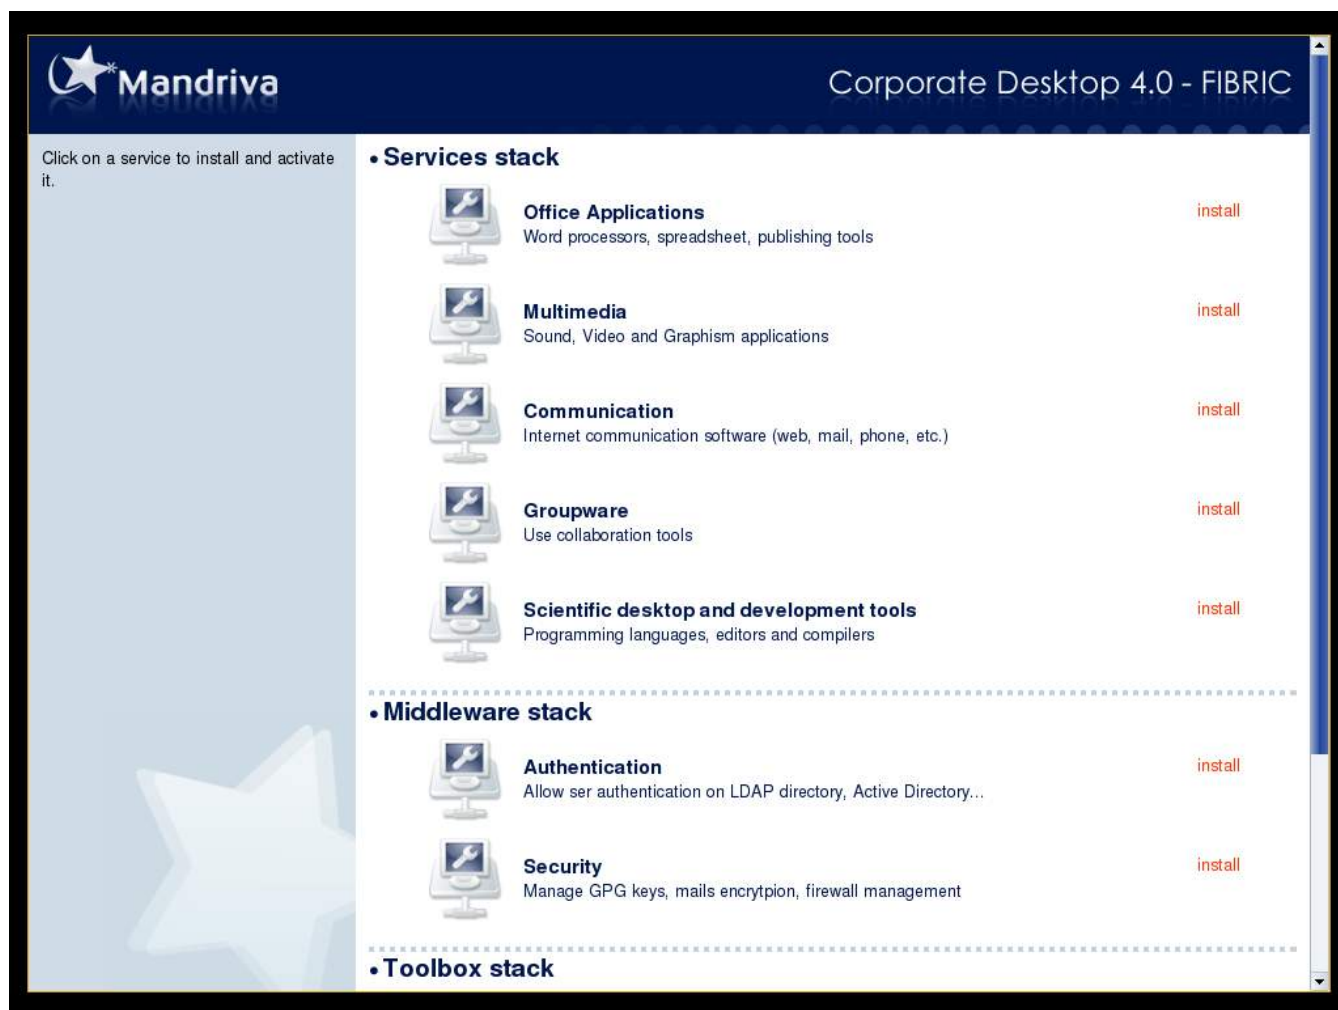 Mandriva
Corporate Desktop 4.0 - FIBRIC
Click on a service to install and activate
it.
• Services stack
Office Applications
install
Word processors, spreadsheet, publishing tools
Multimedia
install
Sound, Video and Graphism applications
Communication
install
Internet communication software (web, mail, phone, etc.)
Groupware
install
Use collaboration tools
Scientific desktop and development tools
install
Programming languages, editors and compilers
• Middleware stack
Authentication
install
Allow ser authentication on LDAP directory, Active Directory...
Security
install
Manage GPG keys, mails encrytpion, firewall management
• Toolbox stack